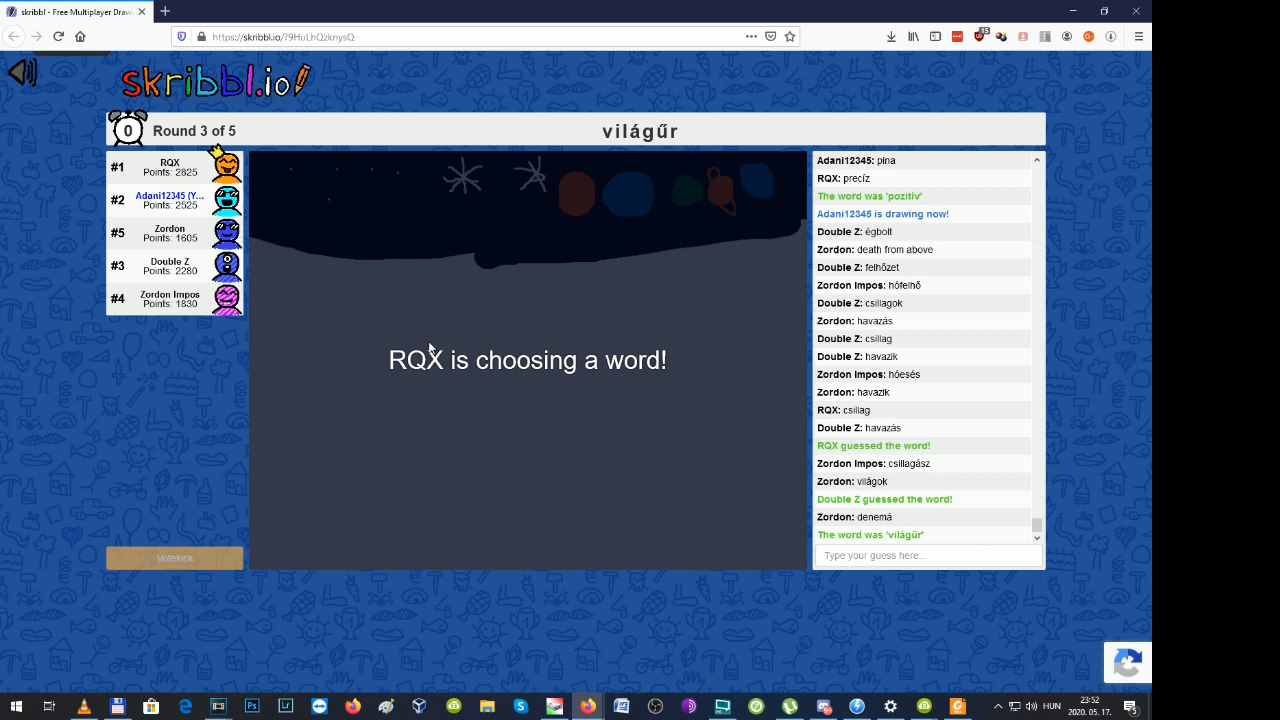 skribbl - Free Multiplayer Draw
https://skribbl.io/?9HuLhQzknysQ
15
skribbl.io
0
Round 3 of 5
világűr
#1
RQX
Points: 2825
#2
Adani12345 (Y...
Points: 2525
#5
Zordon
Points: 1605
#3
Double Z
Points: 2280
#4
Zordon Impos
Points: 1830
Votekick
RQX is choosing a word!
Adani12345: pina
RQX: precíz
The word was 'pozitív'
Adani12345 is drawing now!
Double Z: égbolt
Zordon: death from above
Double Z: felhőzet
Zordon Impos: hófelhő
Double Z: csillagok
Zordon: havazás
Double Z: csillag
Double Z: havazik
Zordon Impos: hóesés
Zordon: havazik
RQX: csillag
Double Z: havazás
RQX guessed the word!
Zordon Impos: csillagász
Zordon: világok
Double Z guessed the word!
Zordon: denemá
The word was 'világűr'
Type your guess here...
HUN
23:52
2020. 05. 17.